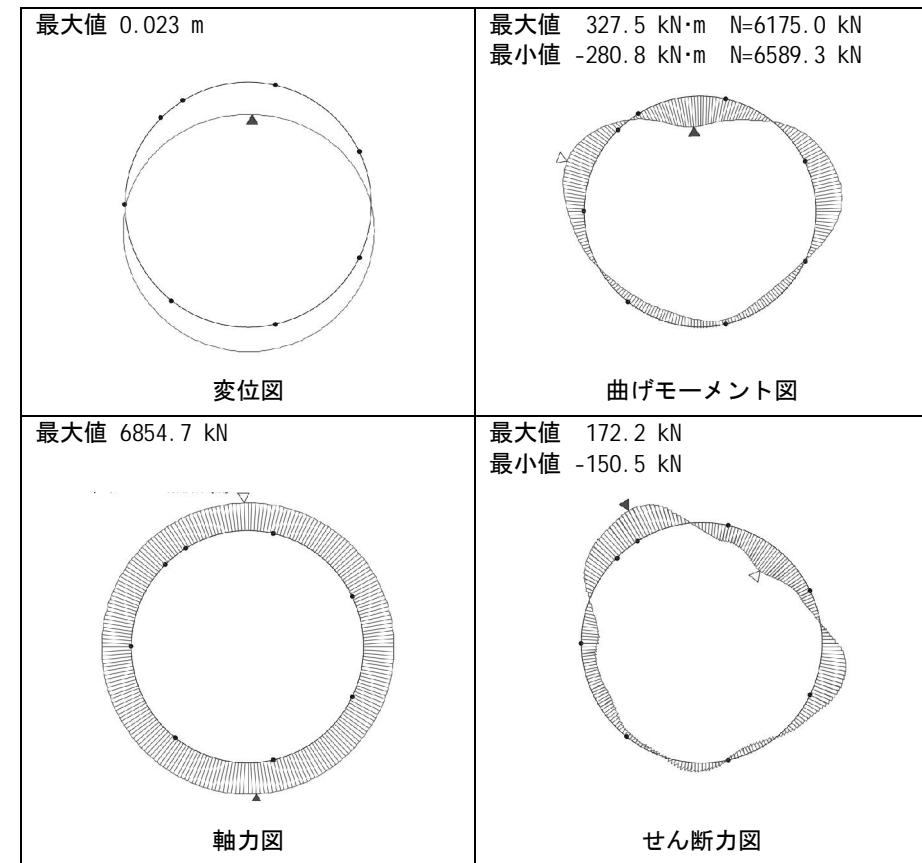 最大値 0.023 m
変位図
最大値 327.5 kN･m N=6175.0 kN
最小値 -280.8 kN･m N=6589.3 kN
曲げモーメント図
最大値 6854.7 kN
軸力図
最大値 172.2 kN
最小値 -150.5 kN
せん断力図